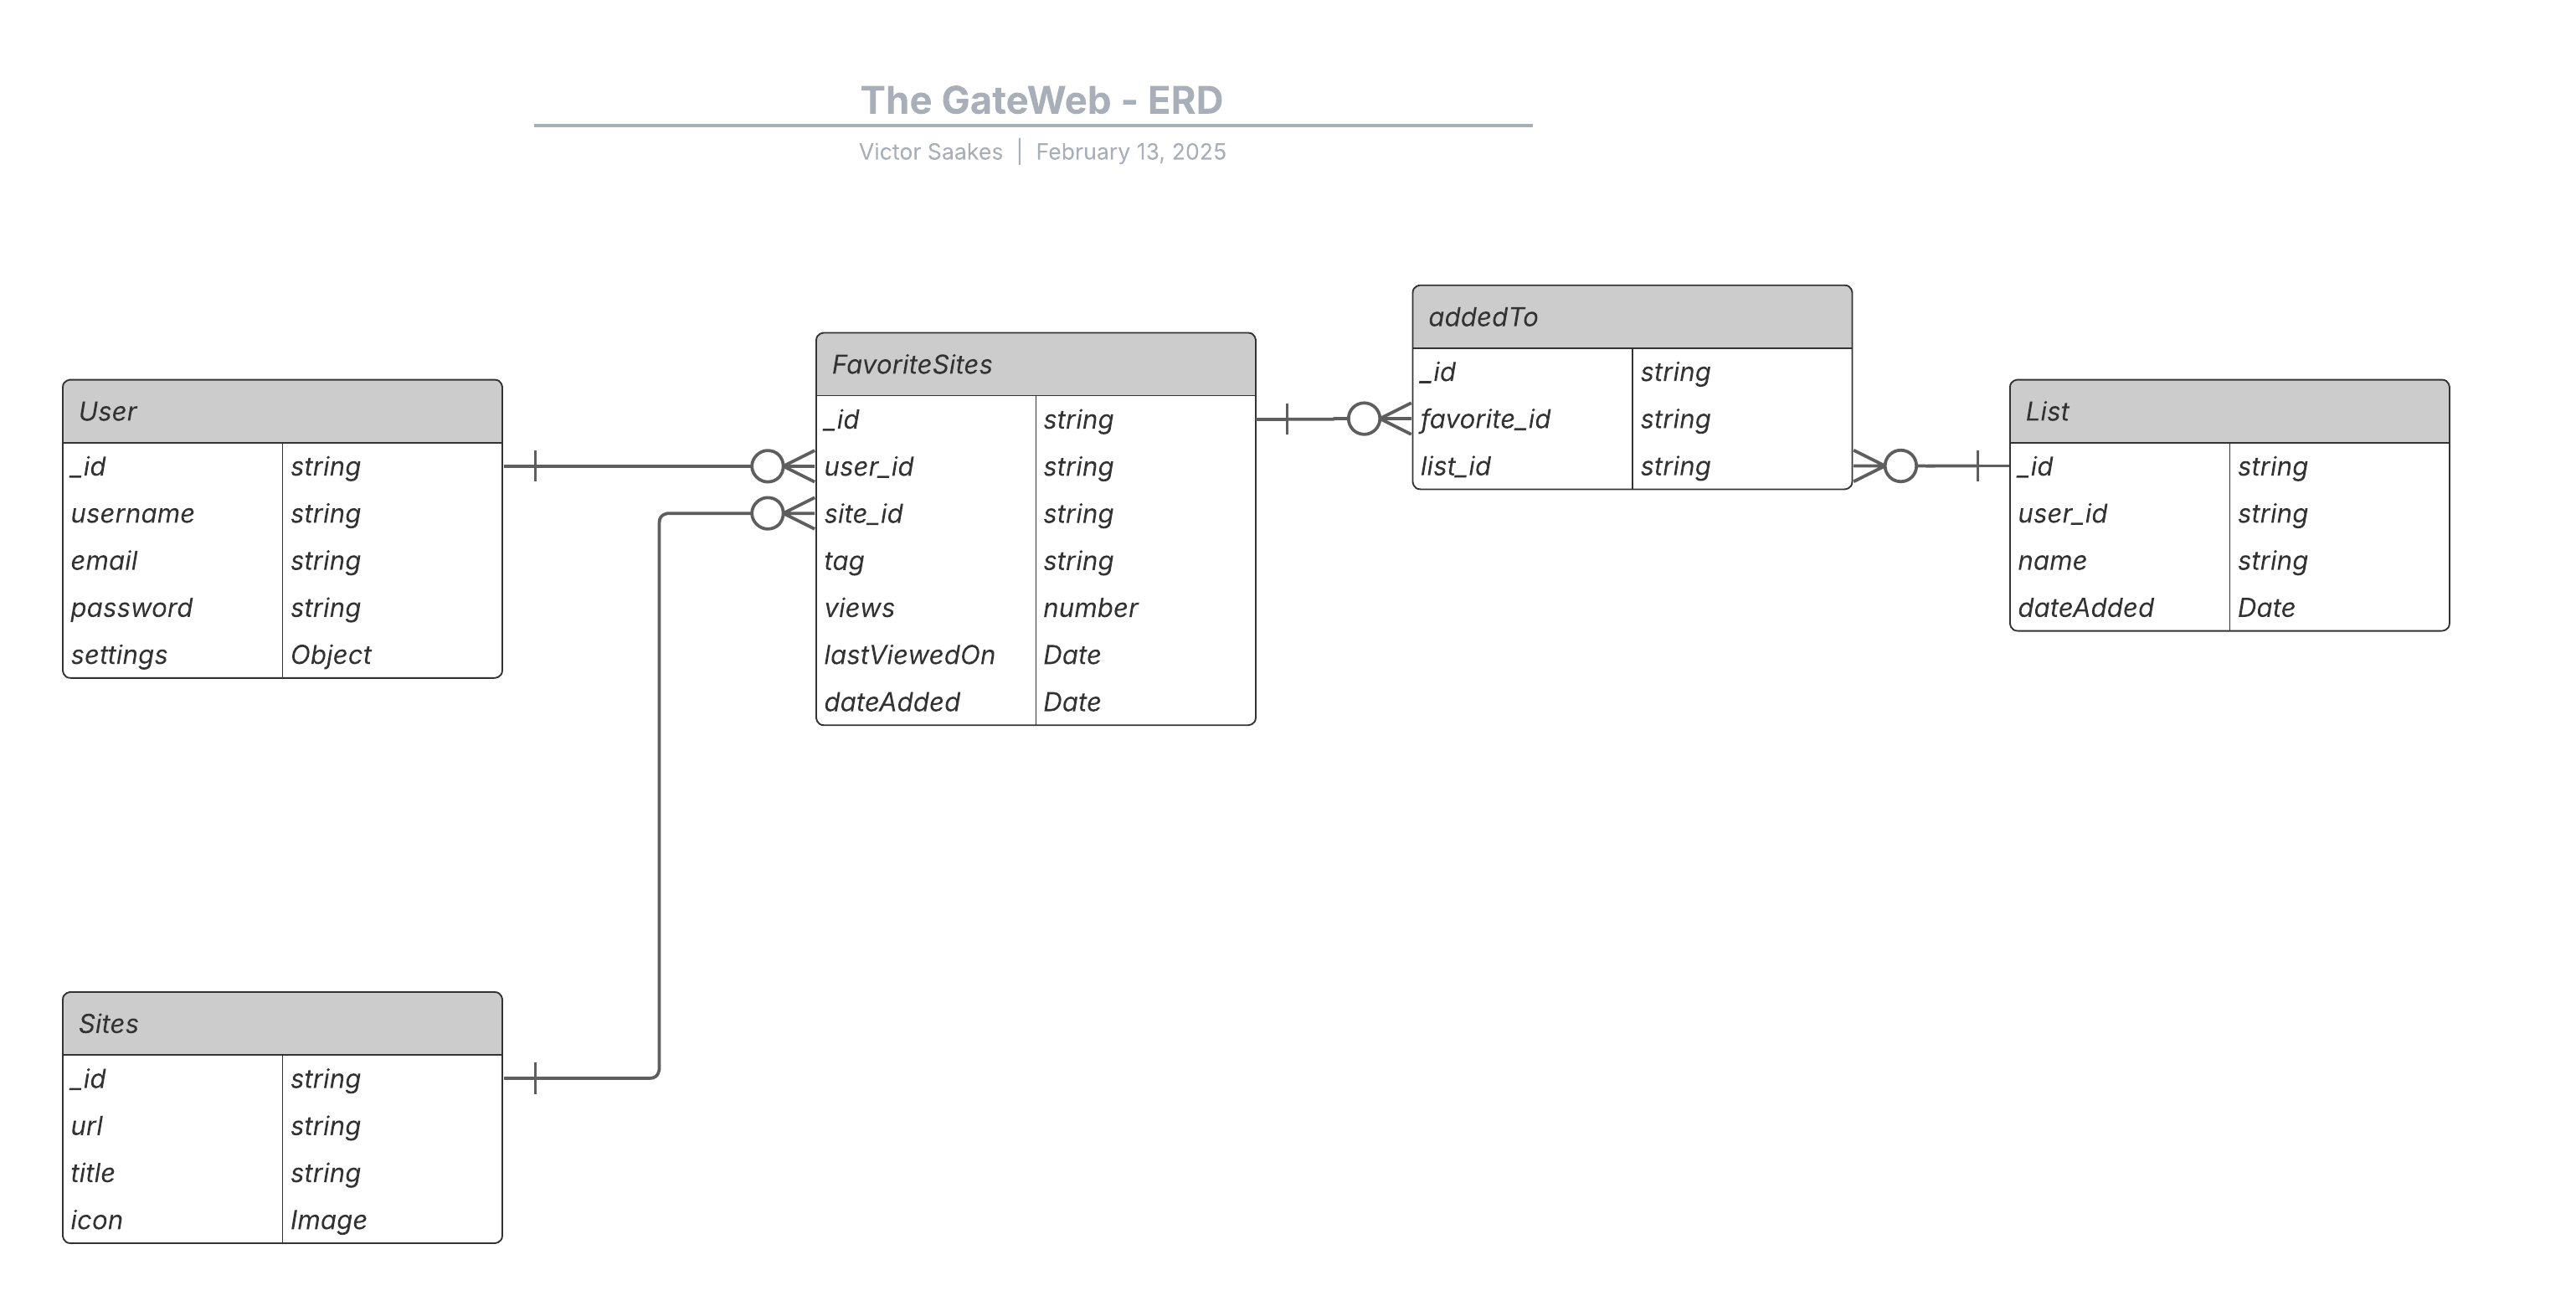 The GateWeb - ERD
Victor Saakes | February 13, 2025
User
_id string
username string
email string
password string
settings Object
FavoriteSites
_id string
user_id string
site_id string
tag string
views number
lastViewedOn Date
dateAdded Date
addedTo
_id string
favorite_id string
list_id string
List
_id string
user_id string
name string
dateAdded Date
Sites
_id string
url string
title string
icon Image